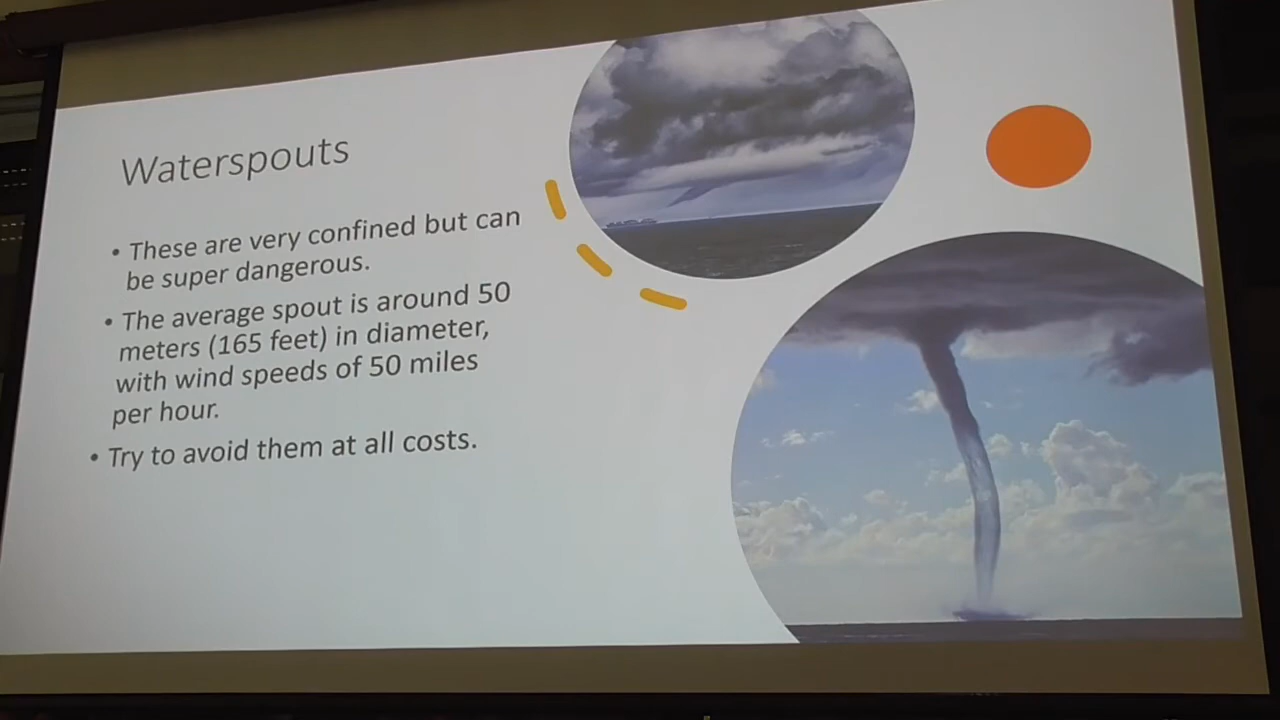 Waterspouts
• These are very confined but can
be super dangerous.
• The average spout is around 50
meters (165 feet) in diameter,
with wind speeds of 50 miles
per hour.
• Try to avoid them at all costs.